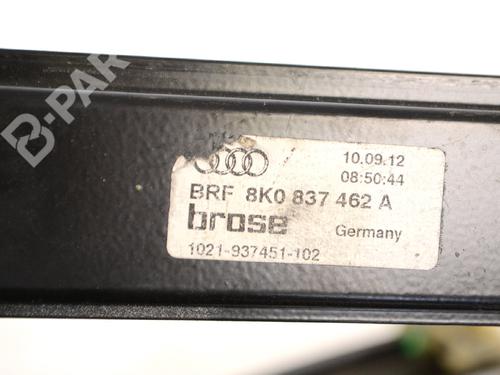 B-PAR
10.09.12
08:50:44
BRF 8K0 837 462 A
brose
Germany
1021-937451-102